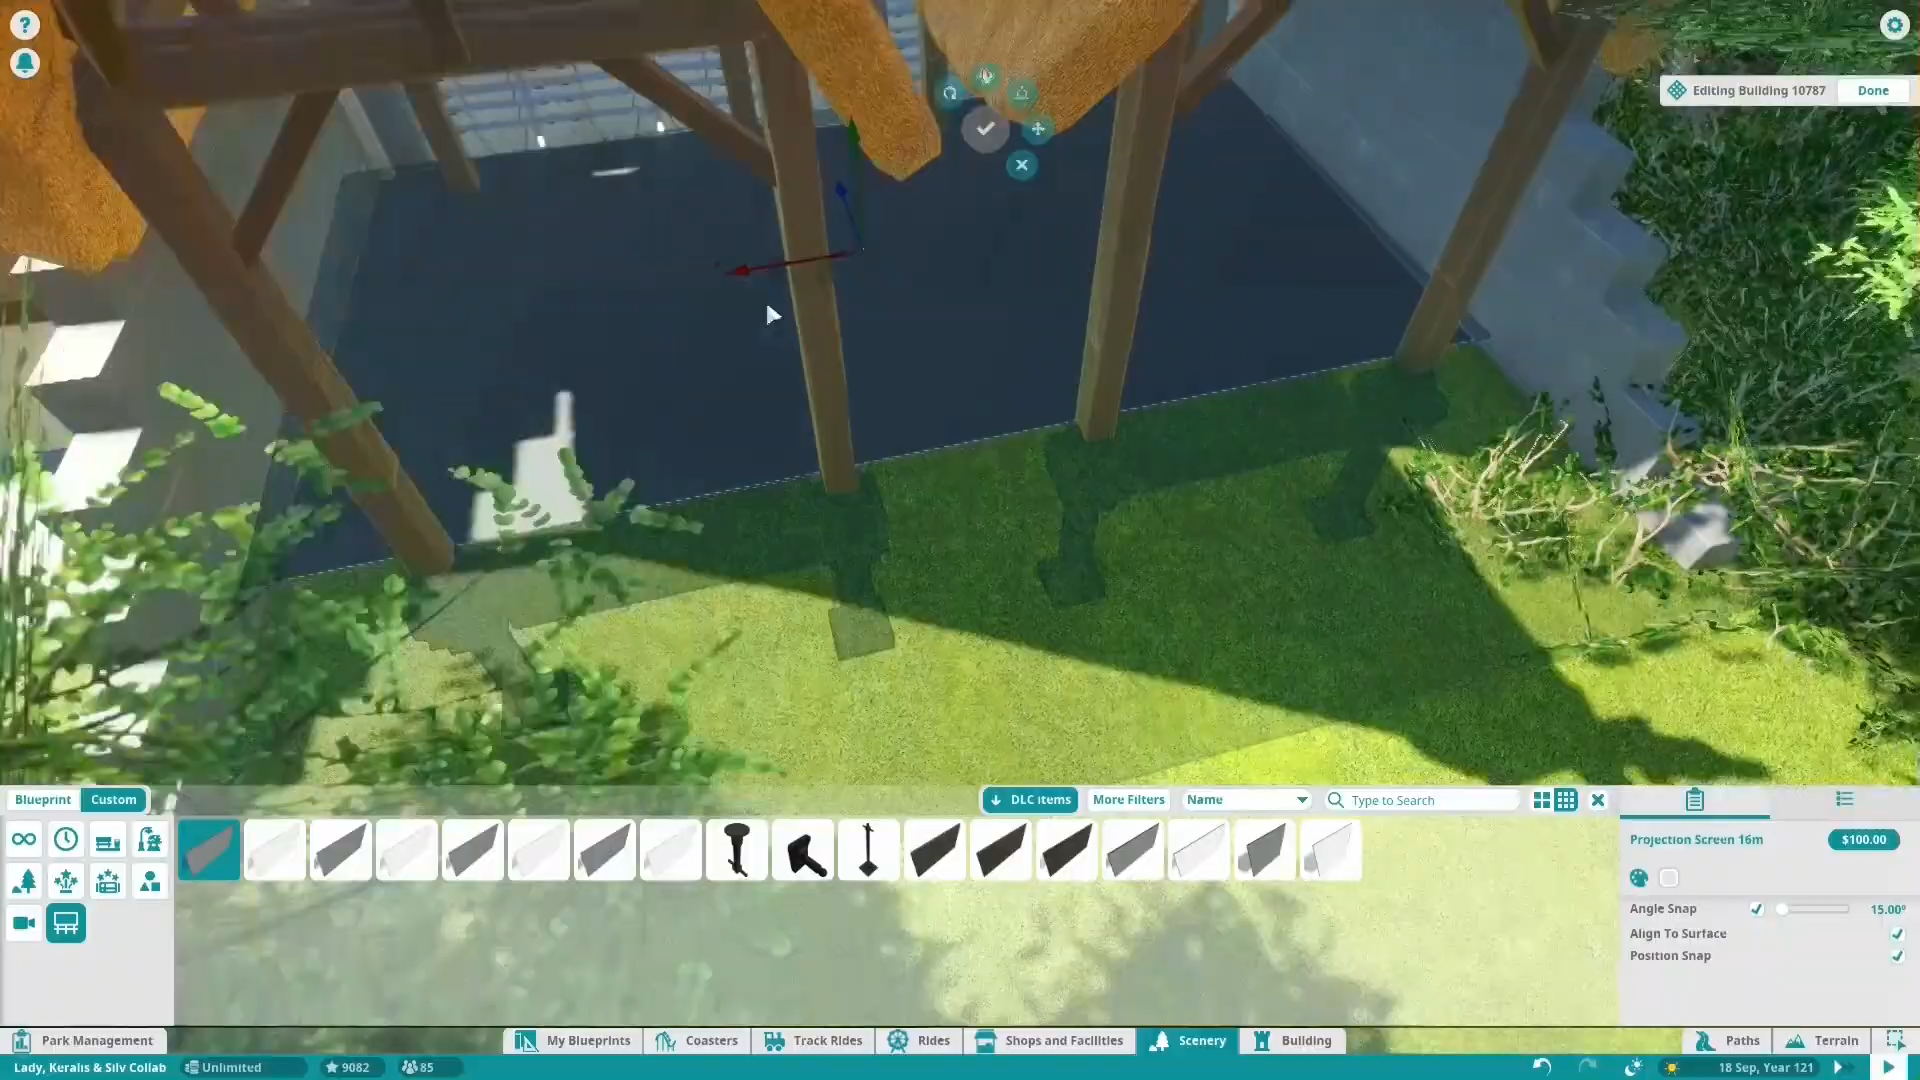 ?
Editing Building 10787 Done
Blueprint Custom
DLC Items More Filters Name Type to Search
Projection Screen 16m $100.00
Angle Snap 15.00°
Align To Surface
Position Snap
Park Management My Blueprints Coasters Track Rides Rides Shops and Facilities Scenery Building Paths Terrain
Lady, Keralis & Silv Collab Unlimited 9082 85 18 Sep, Year 121